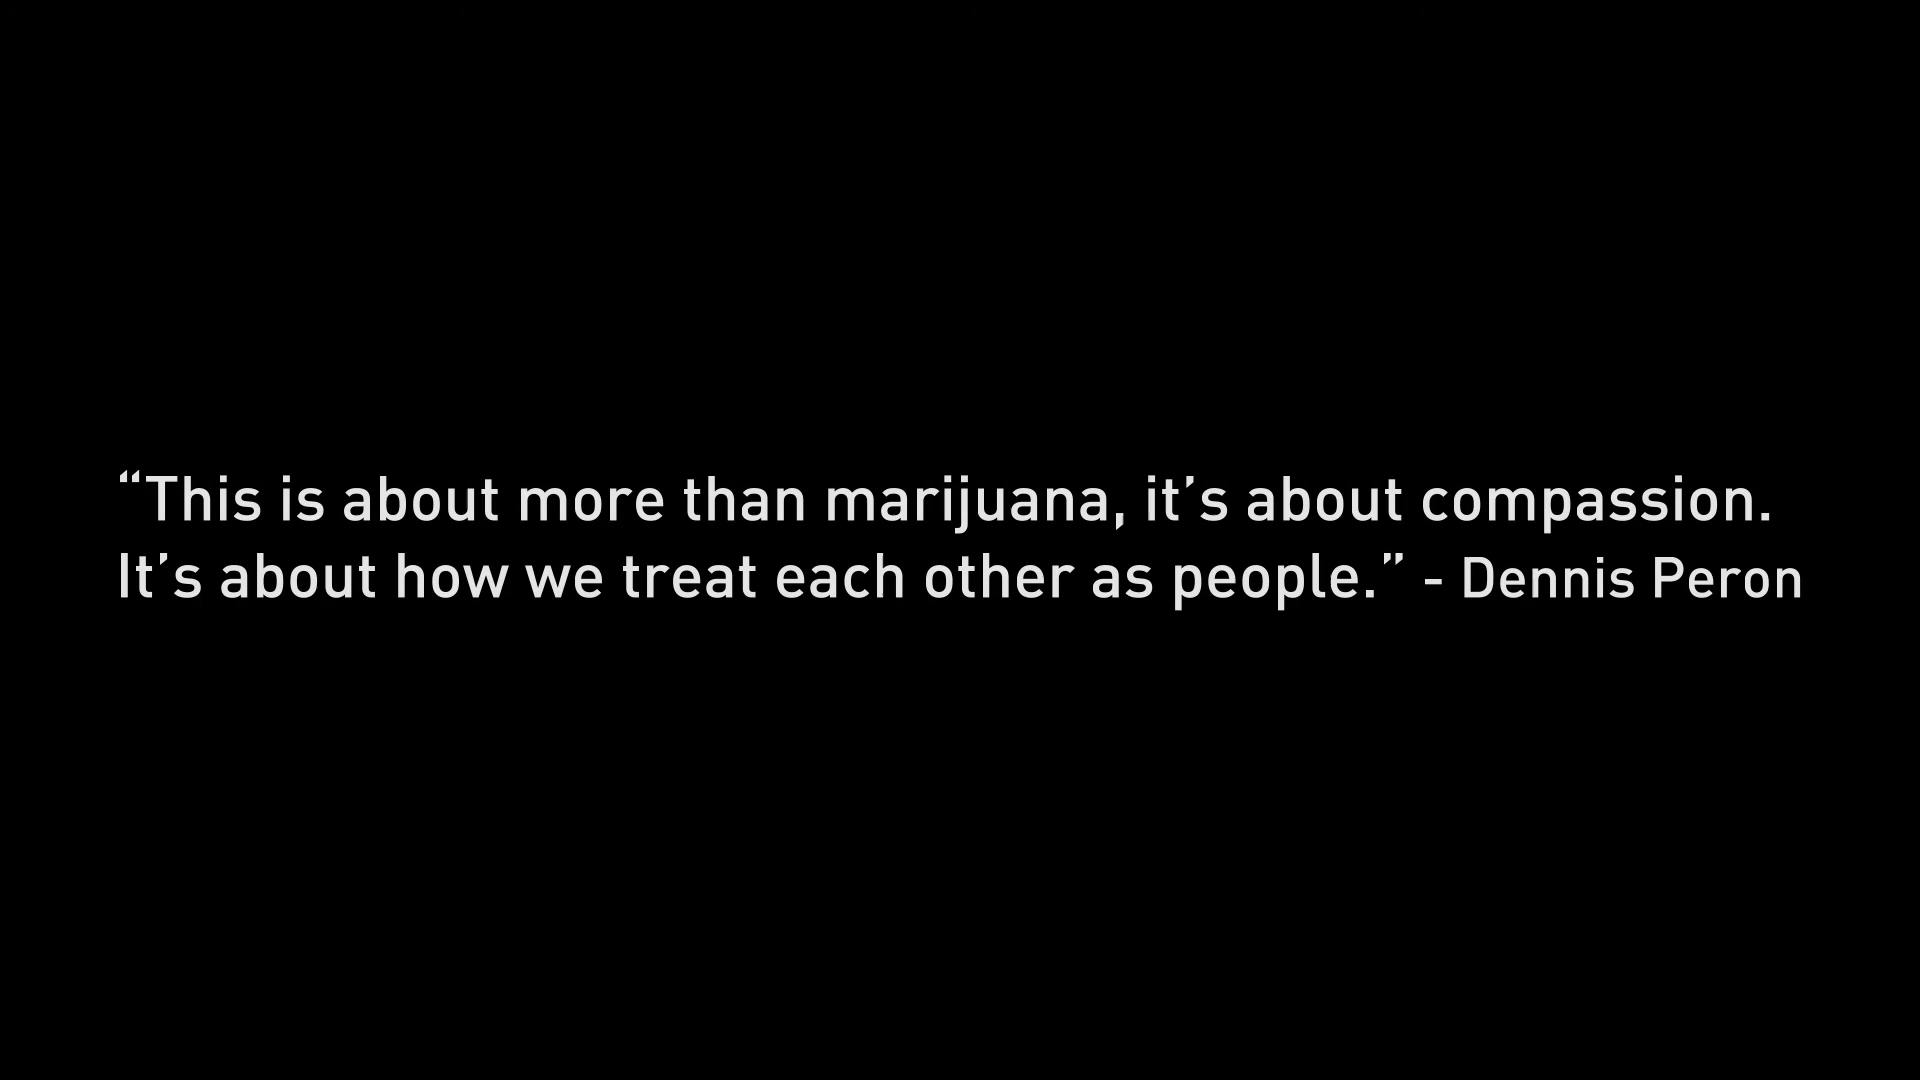 “This is about more than marijuana, it’s about compassion.
It’s about how we treat each other as people.” - Dennis Peron